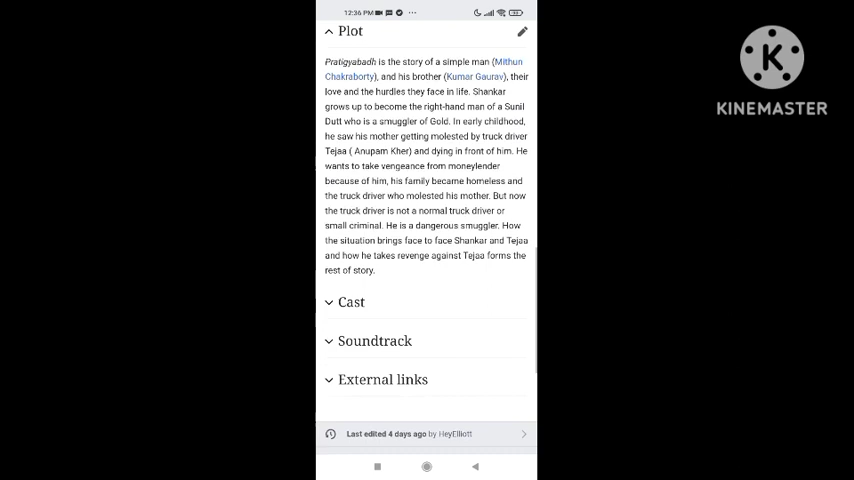 12:36 PM
Plot
Pratigyabadh is the story of a simple man (Mithun
Chakraborty), and his brother (Kumar Gaurav), their
love and the hurdles they face in life. Shankar
grows up to become the right-hand man of a Sunil
Dutt who is a smuggler of Gold. In early childhood,
he saw his mother getting molested by truck driver
Tejaa ( Anupam Kher) and dying in front of him. He
wants to take vengeance from moneylender
because of him, his family became homeless and
the truck driver who molested his mother. But now
the truck driver is not a normal truck driver or
small criminal. He is a dangerous smuggler. How
the situation brings face to face Shankar and Tejaa
and how he takes revenge against Tejaa forms the
rest of story.
Cast
Soundtrack
External links
Last edited 4 days ago by HeyElliott
K
KINEMASTER